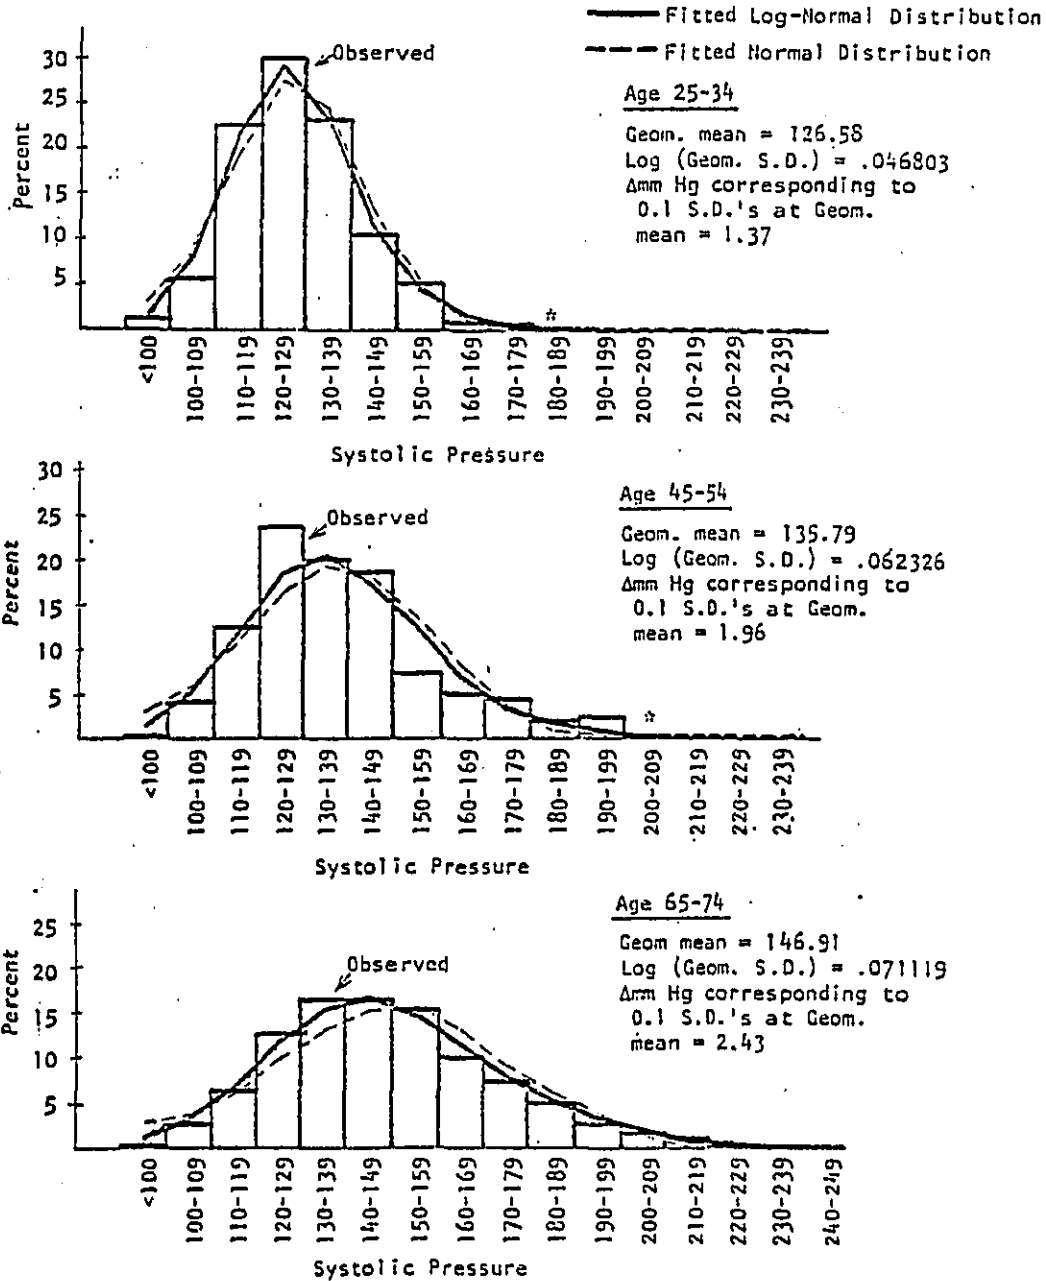 Fitted Log-Normal Distribution
Fitted Normal Distribution
Observed
Age 25-34
Geom. mean = 126.58
Log (Geom. S.D.) = .046803
Δmm Hg corresponding to
0.1 S.D.'s at Geom.
mean = 1.37
Percent
30
25
20
15
10
5
*
<100
100-109
110-119
120-129
130-139
140-149
150-159
160-169
170-179
180-189
190-199
200-209
210-219
220-229
230-239
Systolic Pressure
Age 45-54
Geom. mean = 135.79
Log (Geom. S.D.) = .062326
Δmm Hg corresponding to
0.1 S.D.'s at Geom.
mean = 1.96
Observed
Percent
30
25
20
15
10
5
*
<100
100-109
110-119
120-129
130-139
140-149
150-159
160-169
170-179
180-189
190-199
200-209
210-219
220-229
230-239
Systolic Pressure
Age 65-74
Geom mean = 146.91
Log (Geom. S.D.) = .071119
Δmm Hg corresponding to
0.1 S.D.'s at Geom.
mean = 2.43
Observed
Percent
25
20
15
10
5
<100
100-109
110-119
120-129
130-139
140-149
150-159
160-169
170-179
180-189
190-199
200-209
210-219
220-229
230-239
240-249
Systolic Pressure